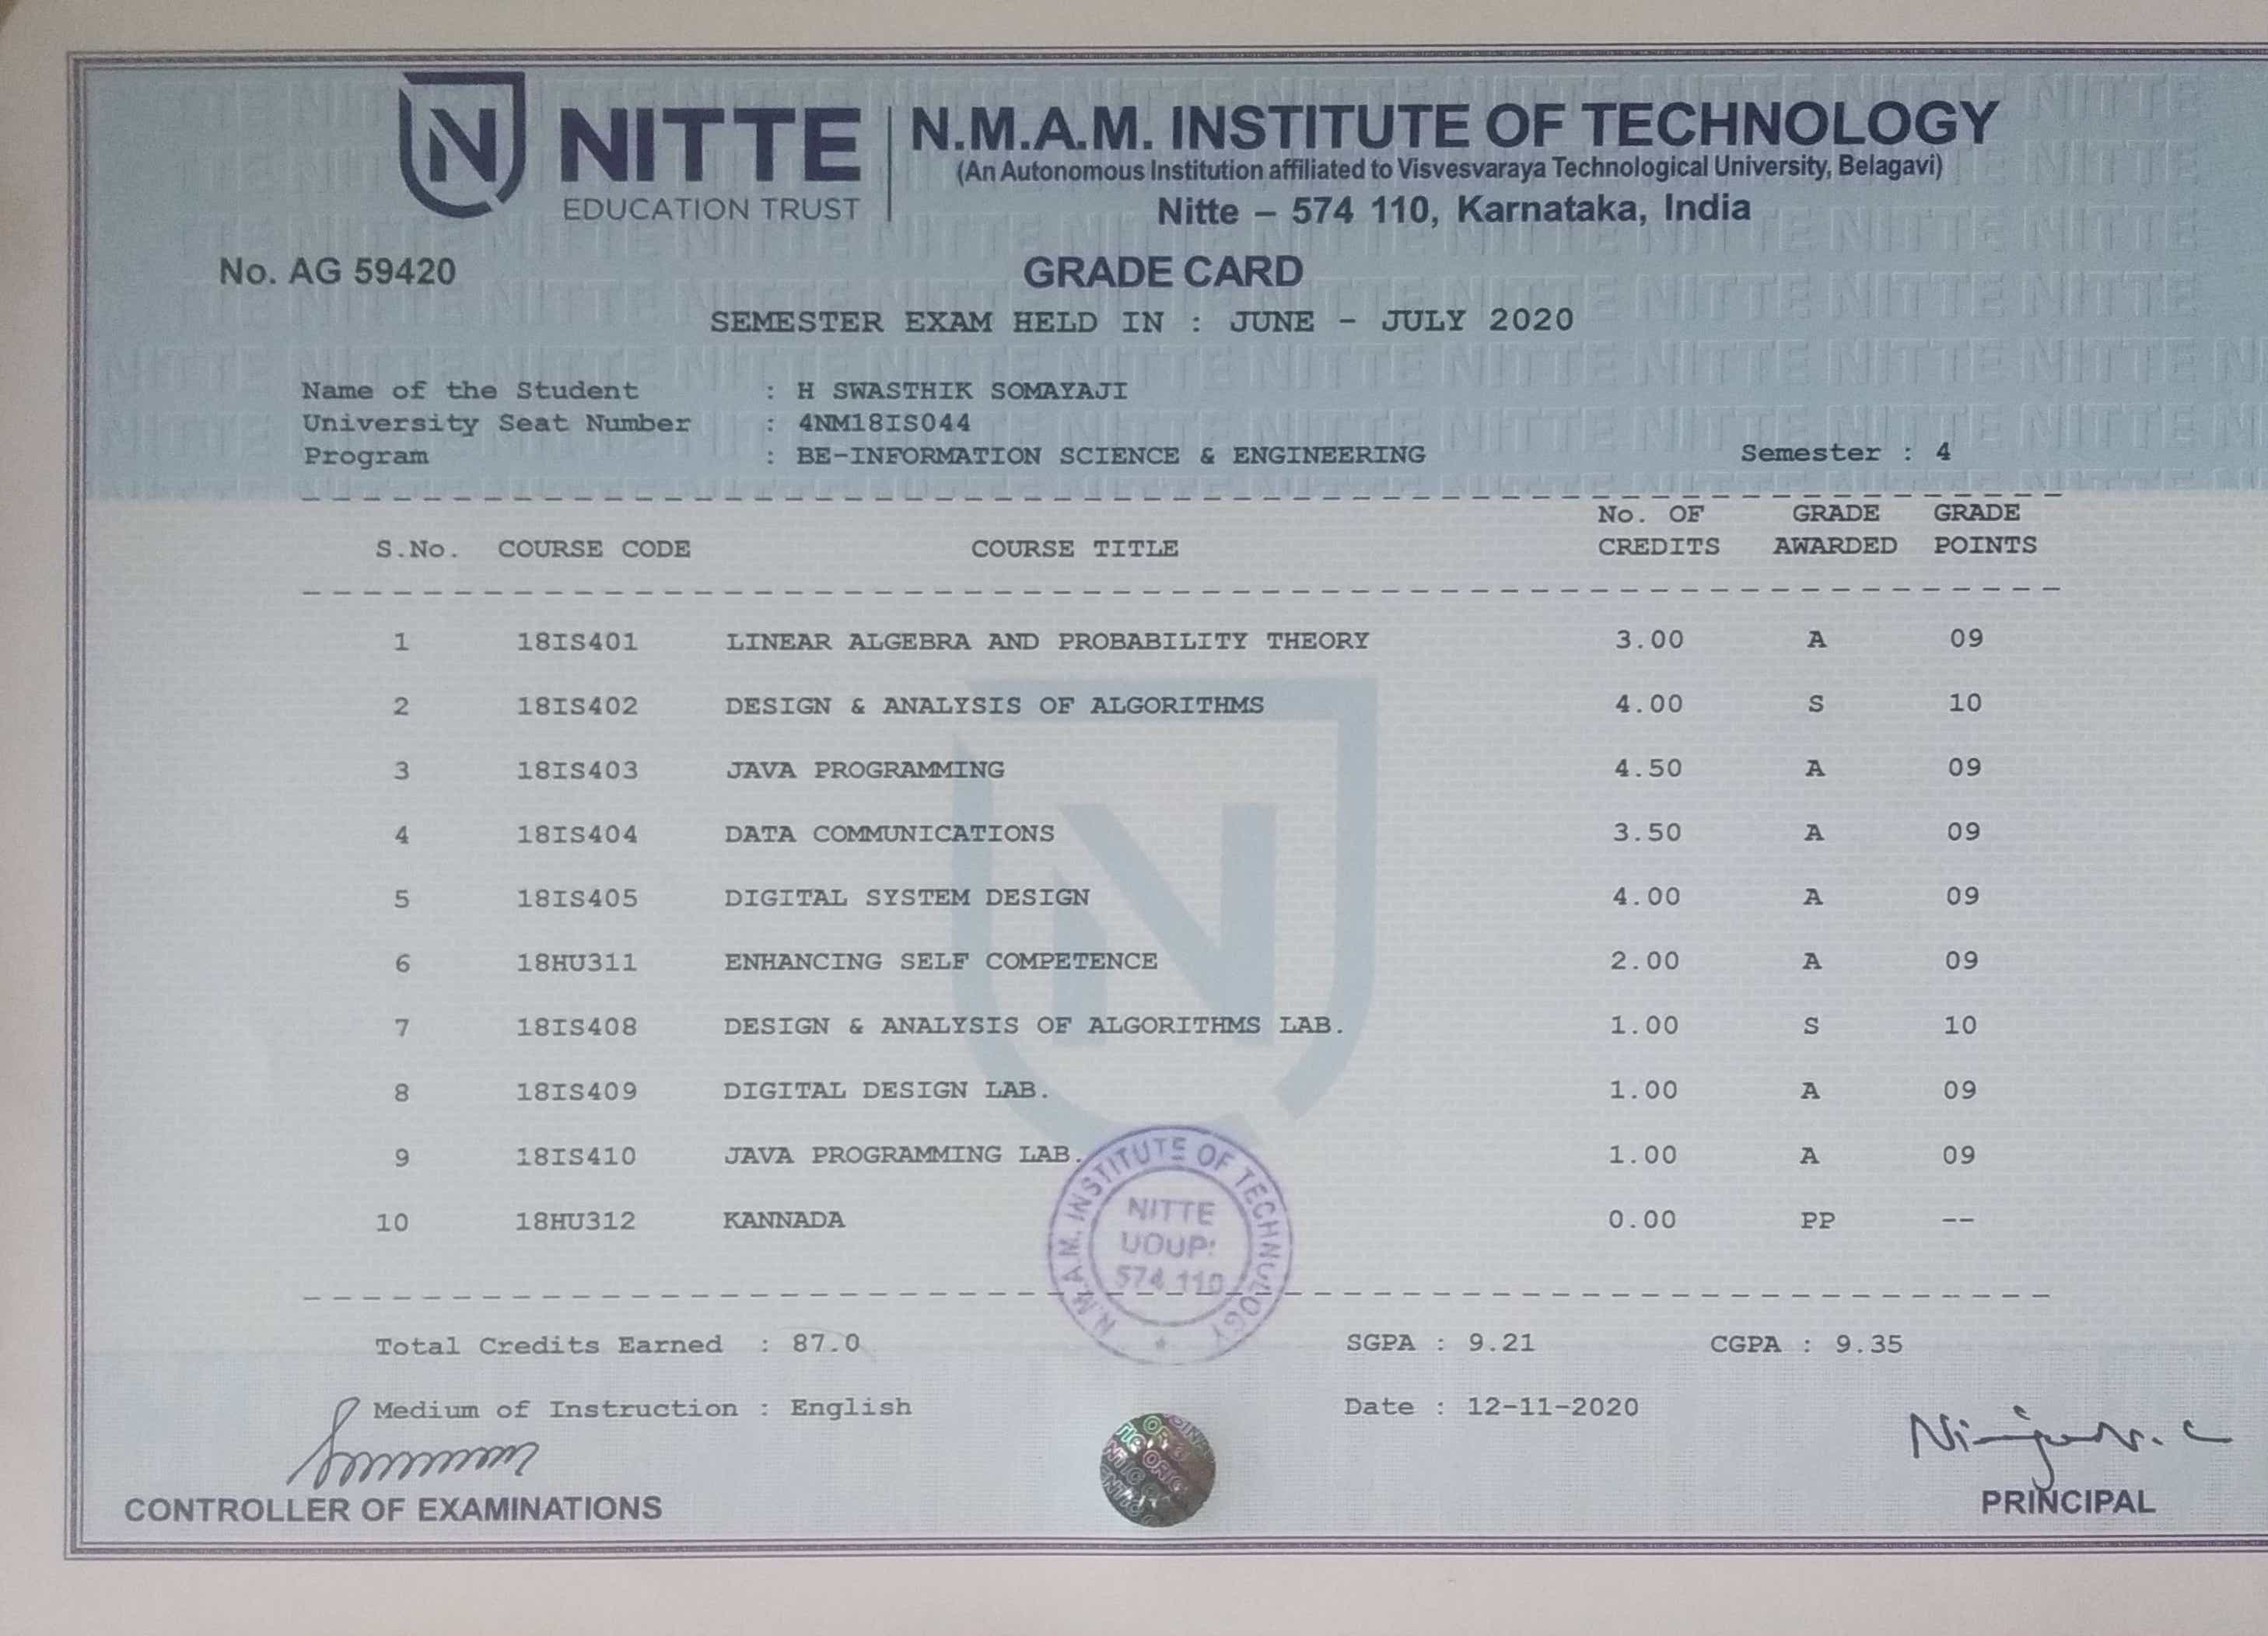 N NITTE
EDUCATION TRUST
N.M.A.M. INSTITUTE OF TECHNOLOGY
(An Autonomous Institution affiliated to Visvesvaraya Technological University, Belagavi)
Nitte – 574 110, Karnataka, India
No. AG 59420
GRADE CARD
SEMESTER EXAM HELD IN : JUNE - JULY 2020
Name of the Student : H SWASTHIK SOMAYAJI
University Seat Number : 4NM18IS044
Program : BE-INFORMATION SCIENCE & ENGINEERING Semester : 4
S.No. COURSE CODE COURSE TITLE No. OF CREDITS GRADE AWARDED GRADE POINTS
1 18IS401 LINEAR ALGEBRA AND PROBABILITY THEORY 3.00 A 09
2 18IS402 DESIGN & ANALYSIS OF ALGORITHMS 4.00 S 10
3 18IS403 JAVA PROGRAMMING 4.50 A 09
4 18IS404 DATA COMMUNICATIONS 3.50 A 09
5 18IS405 DIGITAL SYSTEM DESIGN 4.00 A 09
6 18HU311 ENHANCING SELF COMPETENCE 2.00 A 09
7 18IS408 DESIGN & ANALYSIS OF ALGORITHMS LAB. 1.00 S 10
8 18IS409 DIGITAL DESIGN LAB. 1.00 A 09
9 18IS410 JAVA PROGRAMMING LAB. 1.00 A 09
10 18HU312 KANNADA 0.00 PP --
N.M.A.M. INSTITUTE OF TECHNOLOGY
NITTE
UDUPI
574 110
Total Credits Earned : 87.0 SGPA : 9.21 CGPA : 9.35
Medium of Instruction : English Date : 12-11-2020
CONTROLLER OF EXAMINATIONS
PRINCIPAL